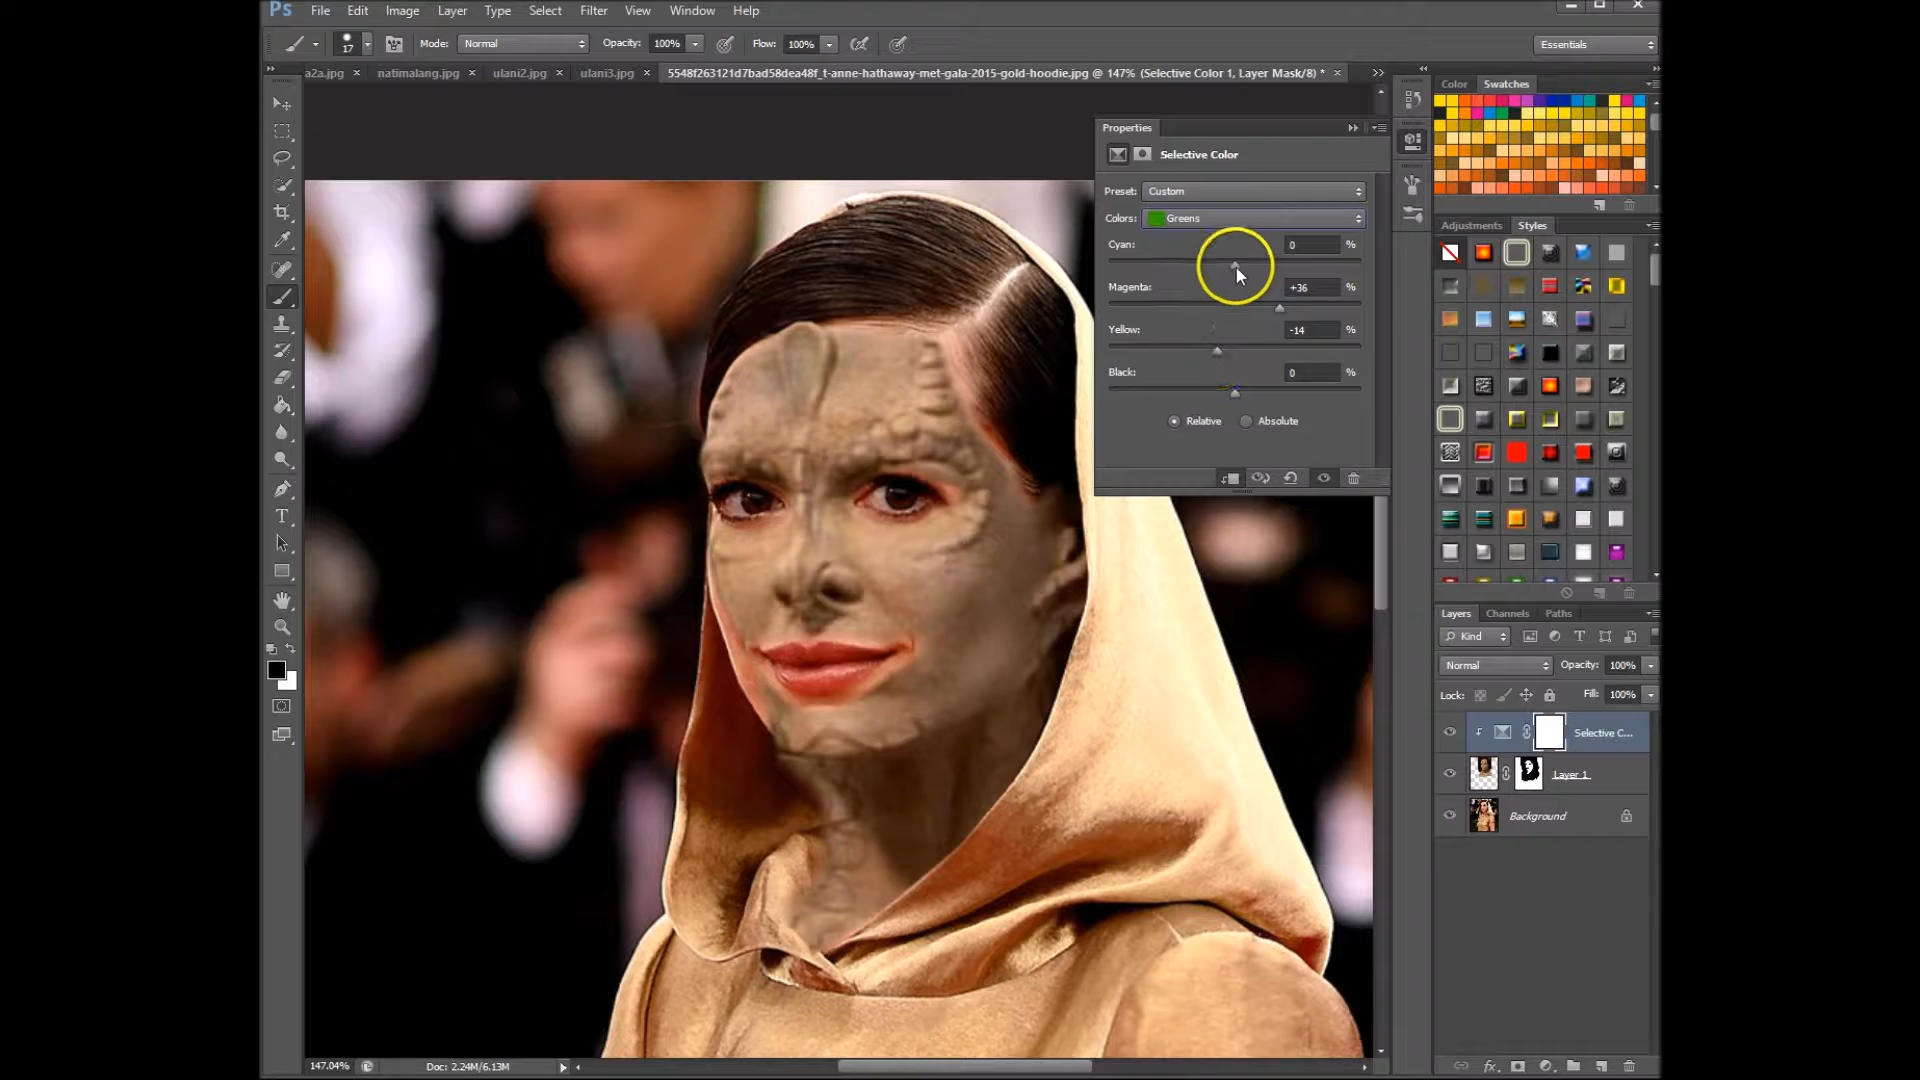 Ps File Edit Image Layer Type Select Filter View Window Help
17 Mode: Normal Opacity: 100% Flow: 100% Essentials
a2a.jpg × natimalang.jpg × ulani2.jpg × ulani3.jpg × 5548f263121d7bad58dea48f_t-anne-hathaway-met-gala-2015-gold-hoodie.jpg @ 147% (Selective Color 1, Layer Mask/8) * ×
Color Swatches
Properties
Selective Color
Preset: Custom
Colors: Greens
Cyan: 0 %
Magenta: +36 %
Yellow: -14 %
Black: 0 %
Relative Absolute
Adjustments Styles
Layers Channels Paths
Kind
Normal Opacity: 100%
Lock: Fill: 100%
Selective C...
Layer 1
Background
147.04% Doc: 2.24M/6.13M